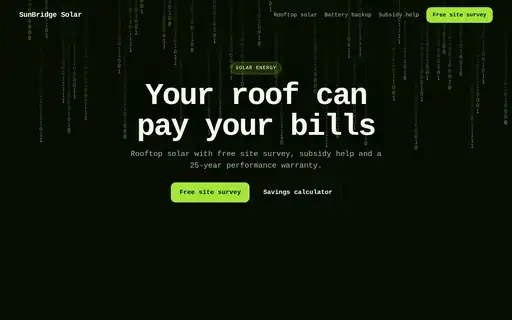 SunBridge Solar
Rooftop solar Battery backup Subsidy help Free site survey
SOLAR ENERGY
Your roof can
pay your bills
Rooftop solar with free site survey, subsidy help and a
25-year performance warranty.
Free site survey Savings calculator